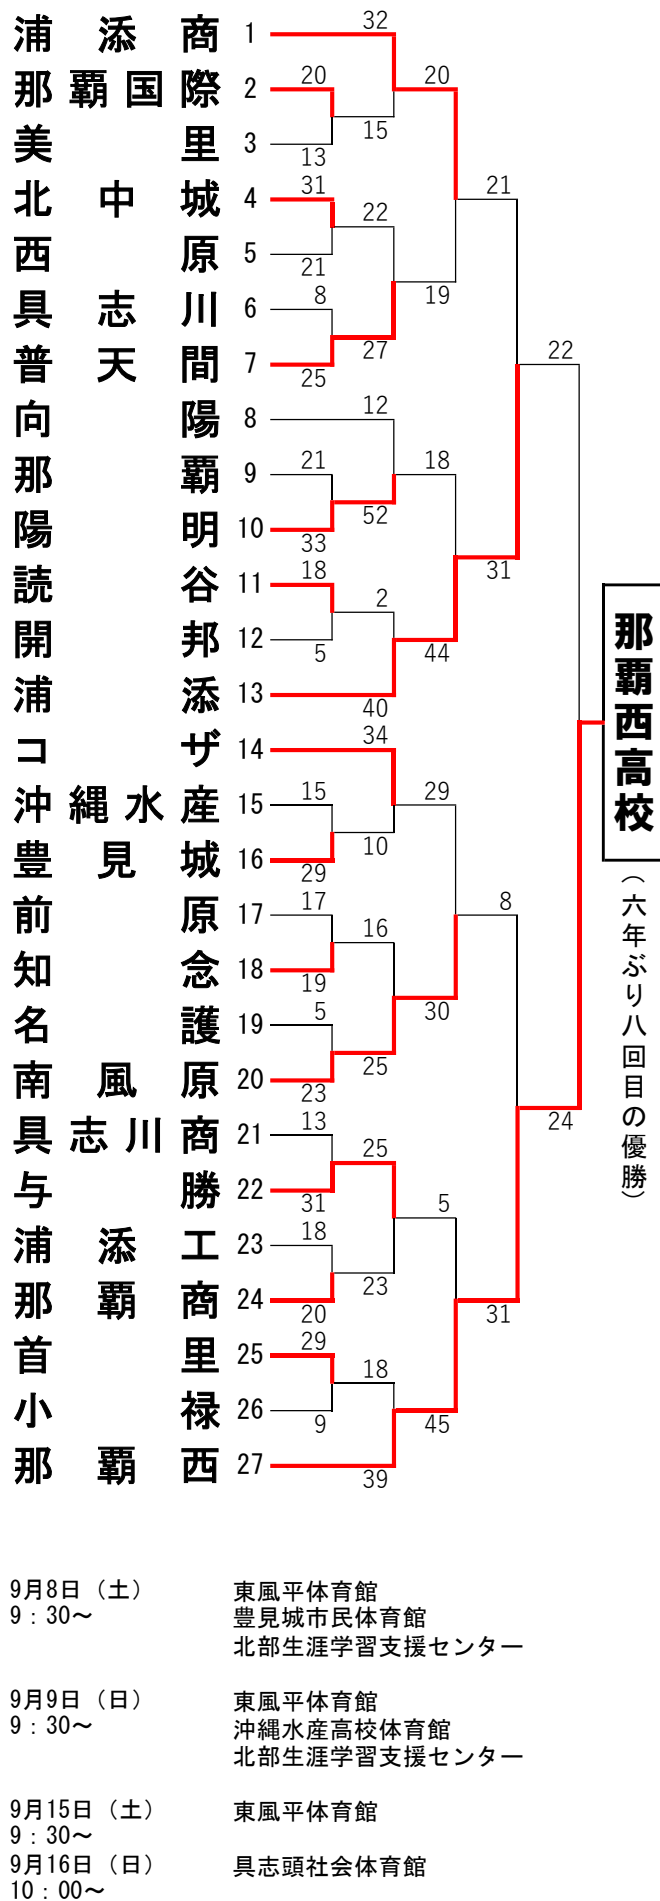 浦添商 1 32
那覇国際 2 20 20
15
美里 3 13
北中城 4 31 21
22
西原 5 21
具志川 6 8 19
普天間 7 25 27
22
向陽 8 12
那覇 9 21 18
陽明 10 33 52
31
読谷 11 18
2
開邦 12 5 44
浦添 13 40
コザ 14 34
沖縄水産 15 15 29
豊見城 16 29 10
前原 17 17 8
16
知念 18 19
名護 19 5 30
南風原 20 23 25
24
具志川商 21 13
25
与勝 22 31 5
浦添工 23 18
那覇商 24 20 23
31
首里 25 29
18
小禄 26 9 45
那覇西 27 39
那覇西高校
（六年ぶり八回目の優勝）
9月8日（土） 東風平体育館
9：30～ 豊見城市民体育館
北部生涯学習支援センター
9月9日（日） 東風平体育館
9：30～ 沖縄水産高校体育館
北部生涯学習支援センター
9月15日（土） 東風平体育館
9：30～
9月16日（日） 具志頭社会体育館
10：00～